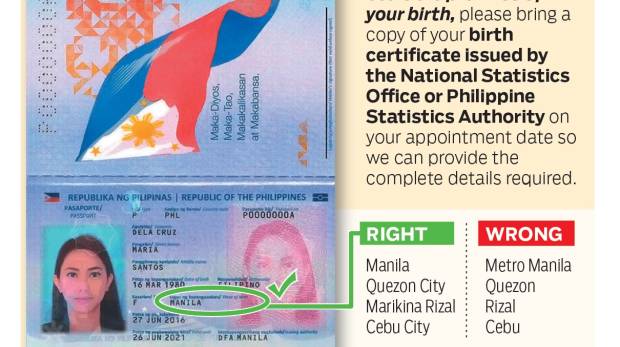 your birth, please bring a
copy of your birth
certificate issued by
the National Statistics
Office or Philippine
Statistics Authority on
your appointment date so
we can provide the
complete details required.
Maka-Diyos,
Maka-Tao,
Makakalikasan
at Makabansa.
REPUBLIKA NG PILIPINAS | REPUBLIC OF THE PHILIPPINES
PASAPORTE/
PASSPORT
P PHL P0000000A
DELA CRUZ
MARIA
SANTOS
16 MAR 1980 FILIPINO
F MANILA
27 JUN 2016
26 JUN 2021 DFA MANILA
RIGHT
Manila
Quezon City
Marikina Rizal
Cebu City
WRONG
Metro Manila
Quezon
Rizal
Cebu